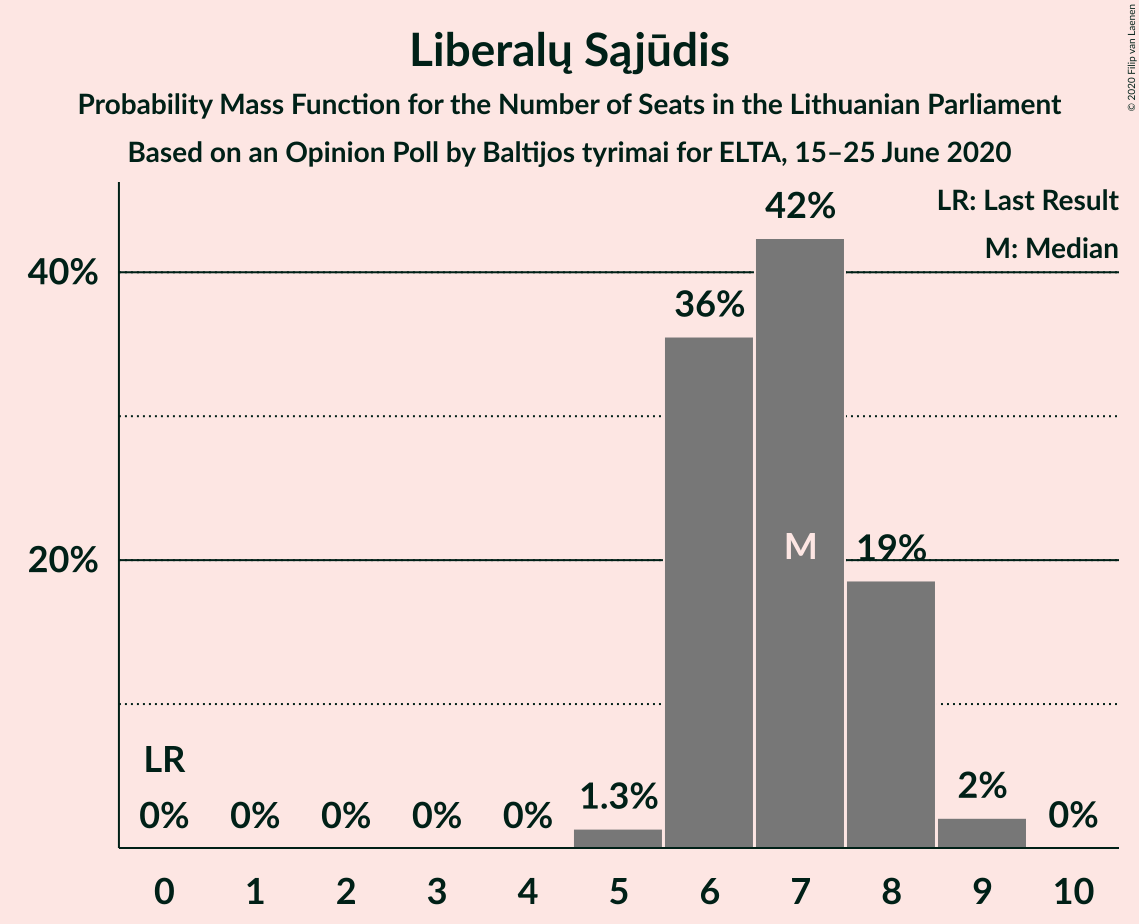 Liberalų Sąjūdis
Probability Mass Function for the Number of Seats in the Lithuanian Parliament
Based on an Opinion Poll by Baltijos tyrimai for ELTA, 15–25 June 2020
© 2020 Filip van Laenen
LR: Last Result
M: Median
42%
40%
36%
M
19%
20%
LR
0% 0% 0% 0% 0% 1.3% 2% 0%
0 1 2 3 4 5 6 7 8 9 10